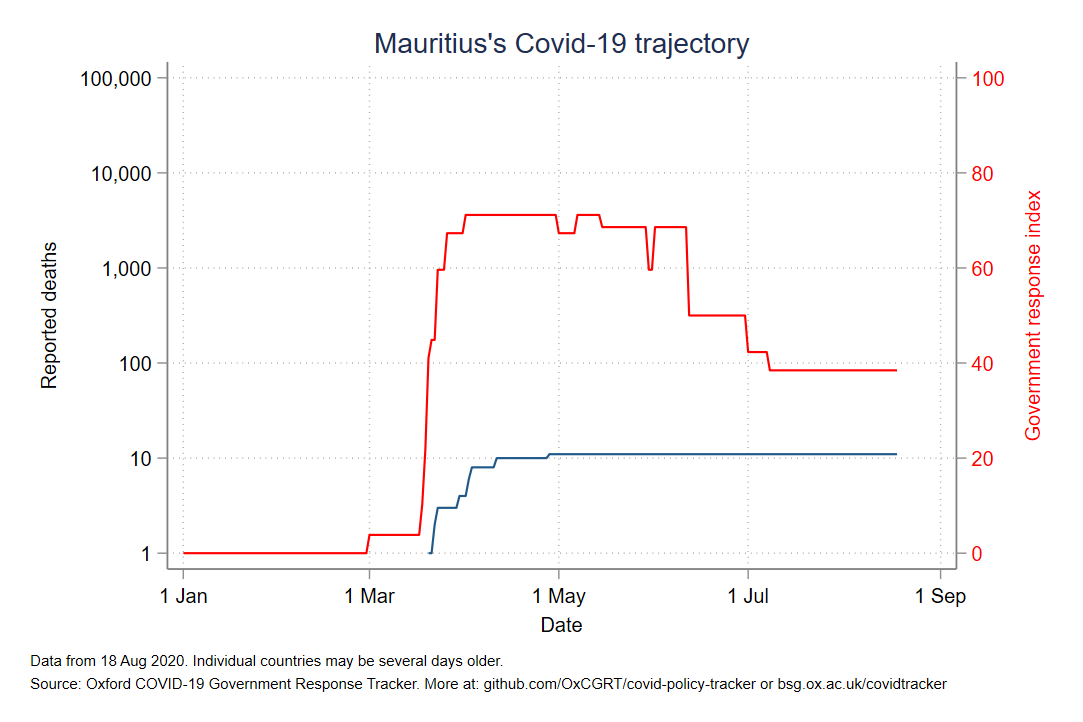 Mauritius's Covid-19 trajectory
100,000
10,000
1,000
100
10
1
Reported deaths
100
80
60
40
20
0
Government response index
1 Jan
1 Mar
1 May
1 Jul
1 Sep
Date
Data from 18 Aug 2020. Individual countries may be several days older.
Source: Oxford COVID-19 Government Response Tracker. More at: github.com/OxCGRT/covid-policy-tracker or bsg.ox.ac.uk/covidtracker